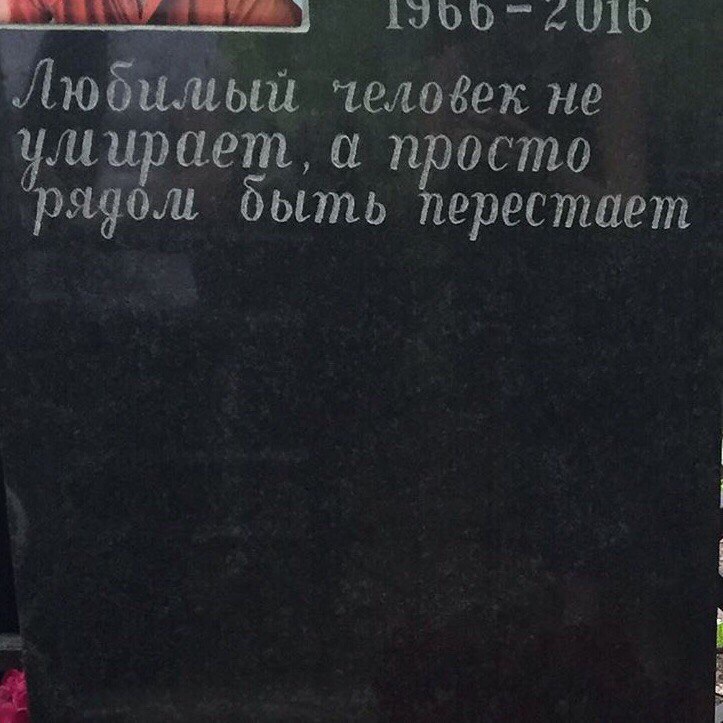 1966-2016
Любимый человек не
умирает, а просто
рядом быть перестает